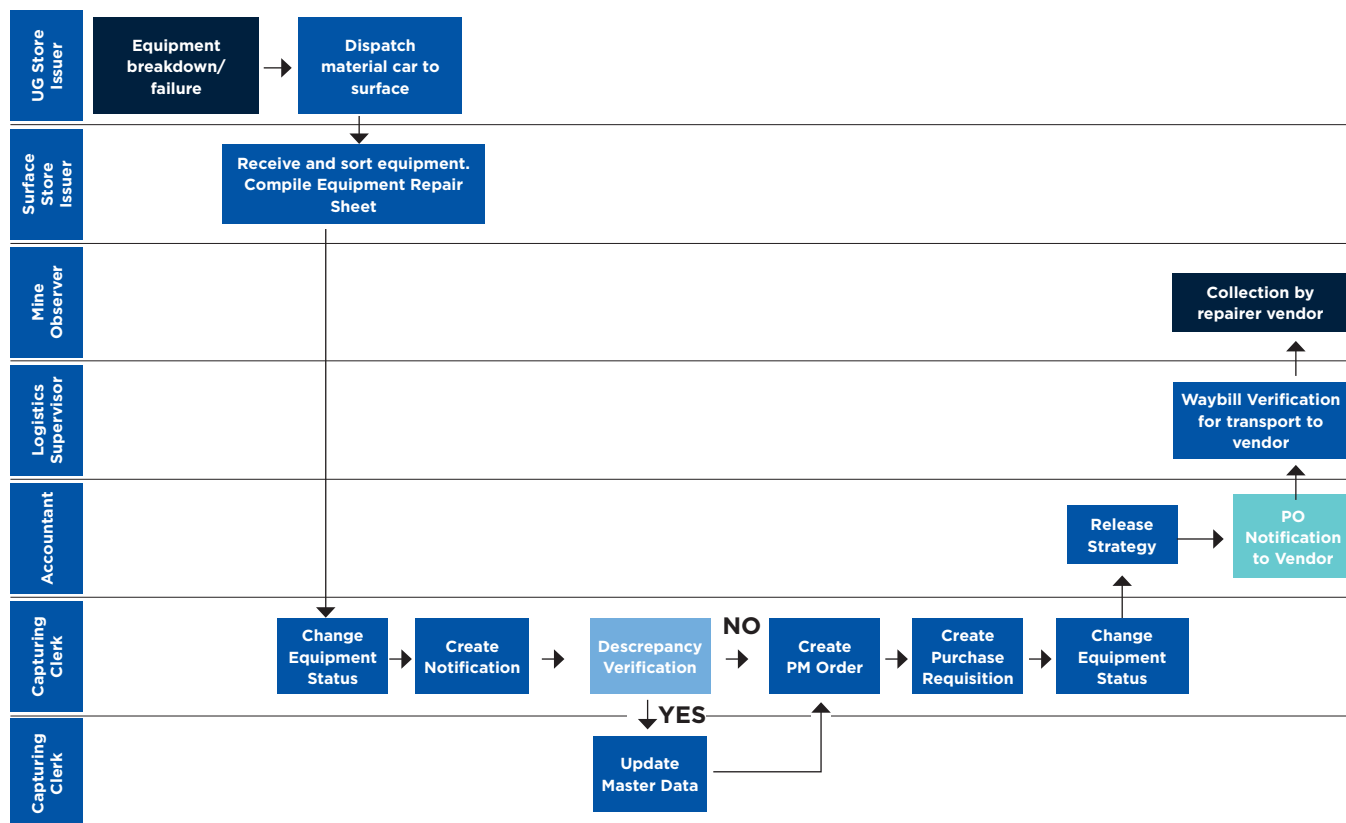 UG Store
Issuer
Equipment
breakdown/
failure
Dispatch
material car to
surface
Surface
Store
Issuer
Receive and sort equipment.
Compile Equipment Repair
Sheet
Mine
Observer
Collection by
repairer vendor
Logistics
Supervisor
Waybill Verification
for transport to
vendor
Accountant
Release
Strategy
PO
Notification
to Vendor
Capturing
Clerk
Change
Equipment
Status
Create
Notification
Descrepancy
Verification
NO
Create
PM Order
Create
Purchase
Requisition
Change
Equipment
Status
YES
Capturing
Clerk
Update
Master Data